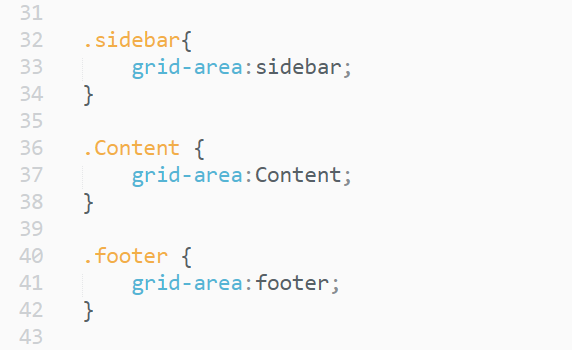 31
32 .sidebar{
33 grid-area:sidebar;
34 }
35
36 .Content {
37 grid-area:Content;
38 }
39
40 .footer {
41 grid-area:footer;
42 }
43